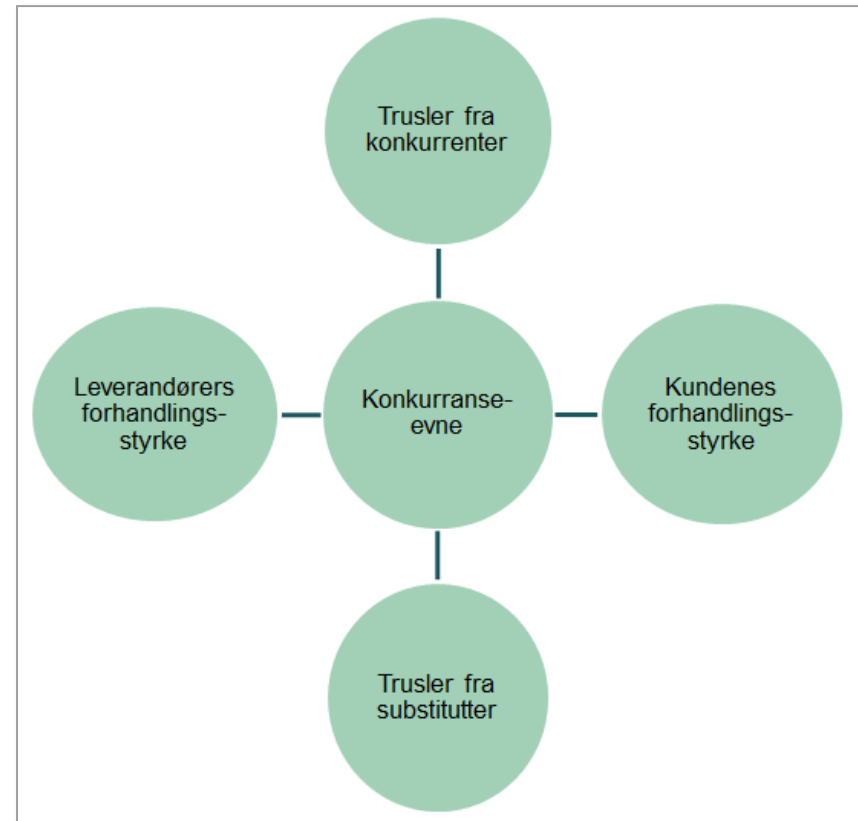 Trusler fra
konkurrenter
Leverandørers
forhandlings-
styrke
Konkurranse-
evne
Kundenes
forhandlings-
styrke
Trusler fra
substitutter